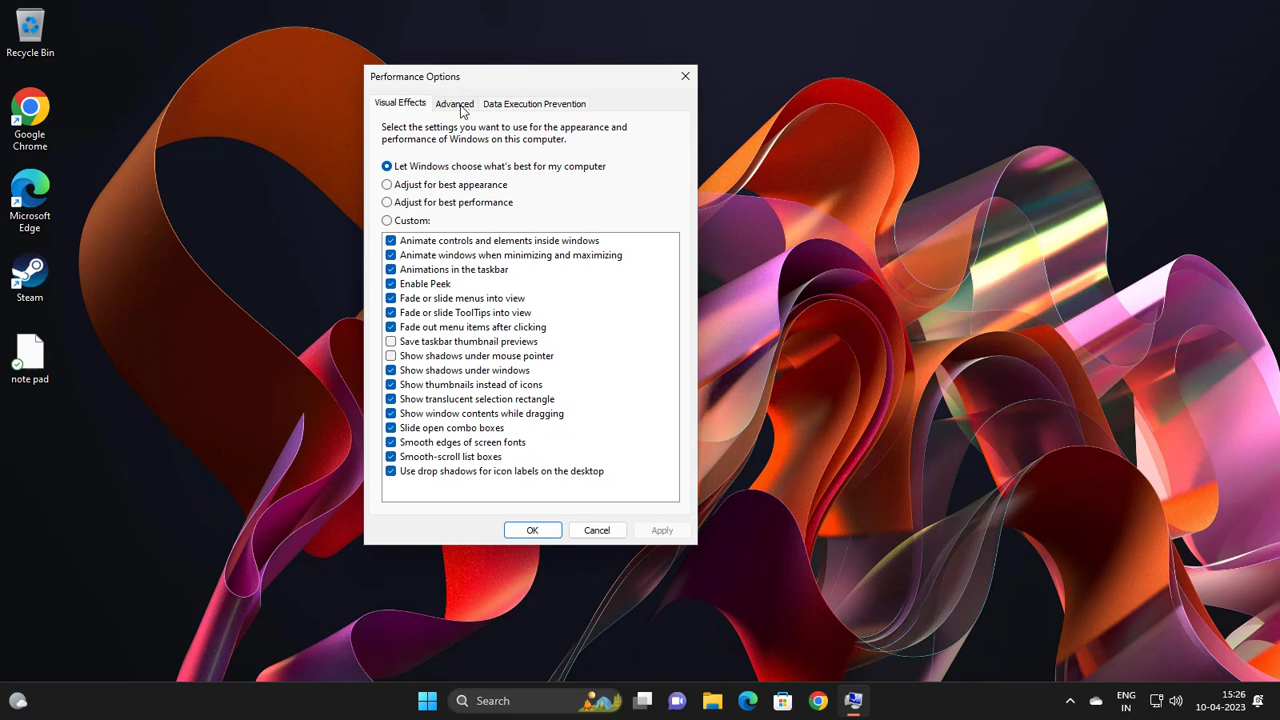 Recycle Bin
Google
Chrome
Microsoft
Edge
Steam
note pad
Performance Options
Visual Effects
Advanced
Data Execution Prevention
Select the settings you want to use for the appearance and
performance of Windows on this computer.
Let Windows choose what's best for my computer
Adjust for best appearance
Adjust for best performance
Custom:
Animate controls and elements inside windows
Animate windows when minimizing and maximizing
Animations in the taskbar
Enable Peek
Fade or slide menus into view
Fade or slide ToolTips into view
Fade out menu items after clicking
Save taskbar thumbnail previews
Show shadows under mouse pointer
Show shadows under windows
Show thumbnails instead of icons
Show translucent selection rectangle
Show window contents while dragging
Slide open combo boxes
Smooth edges of screen fonts
Smooth-scroll list boxes
Use drop shadows for icon labels on the desktop
OK
Cancel
Apply
Search
ENG
IN
15:26
10-04-2023